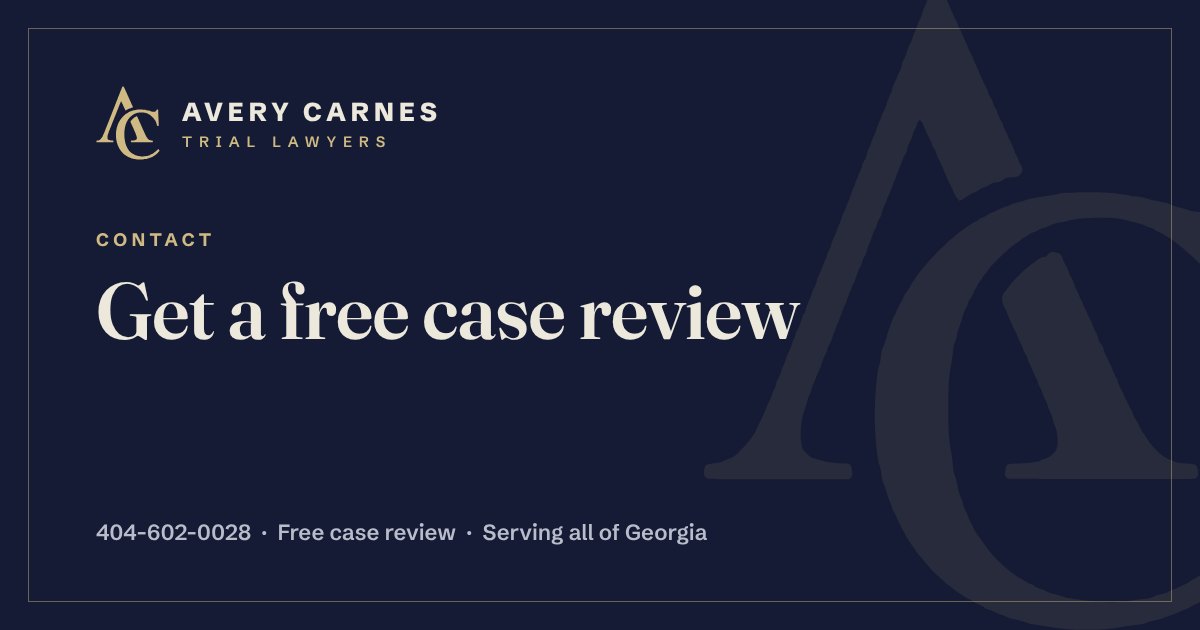 AVERY CARNES
TRIAL LAWYERS
CONTACT
Get a free case review
404-602-0028 · Free case review · Serving all of Georgia